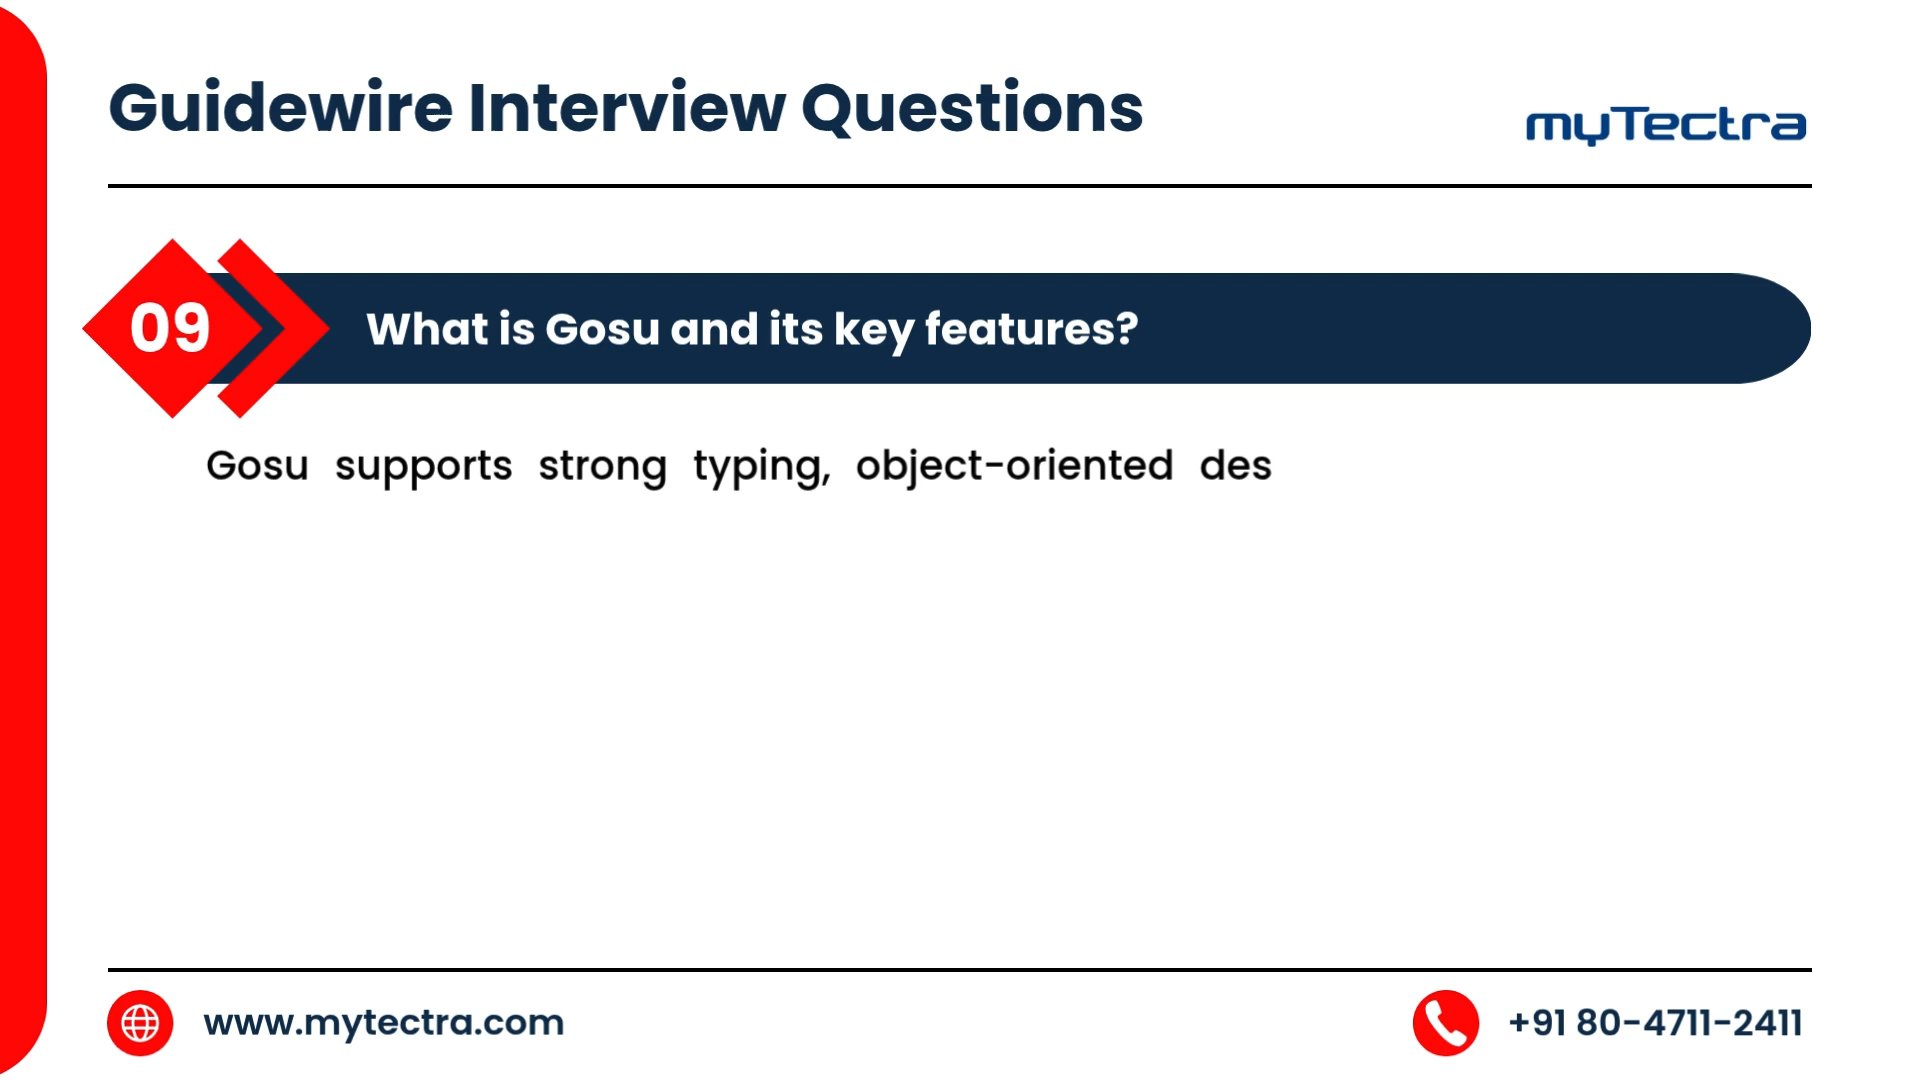 Guidewire Interview Questions
myTectra
09
What is Gosu and its key features?
Gosu supports strong typing, object-oriented des
www.mytectra.com
+91 80-4711-2411